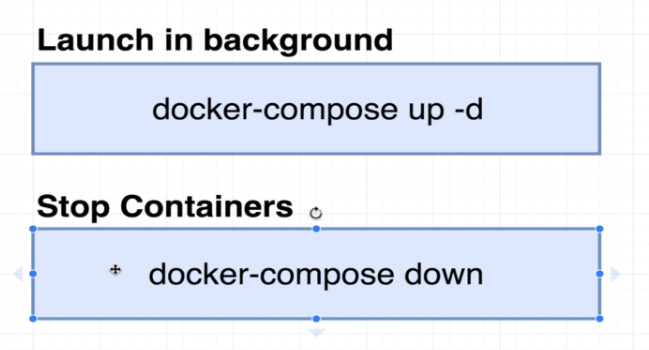 Launch in background
docker-compose up -d
Stop Containers
docker-compose down